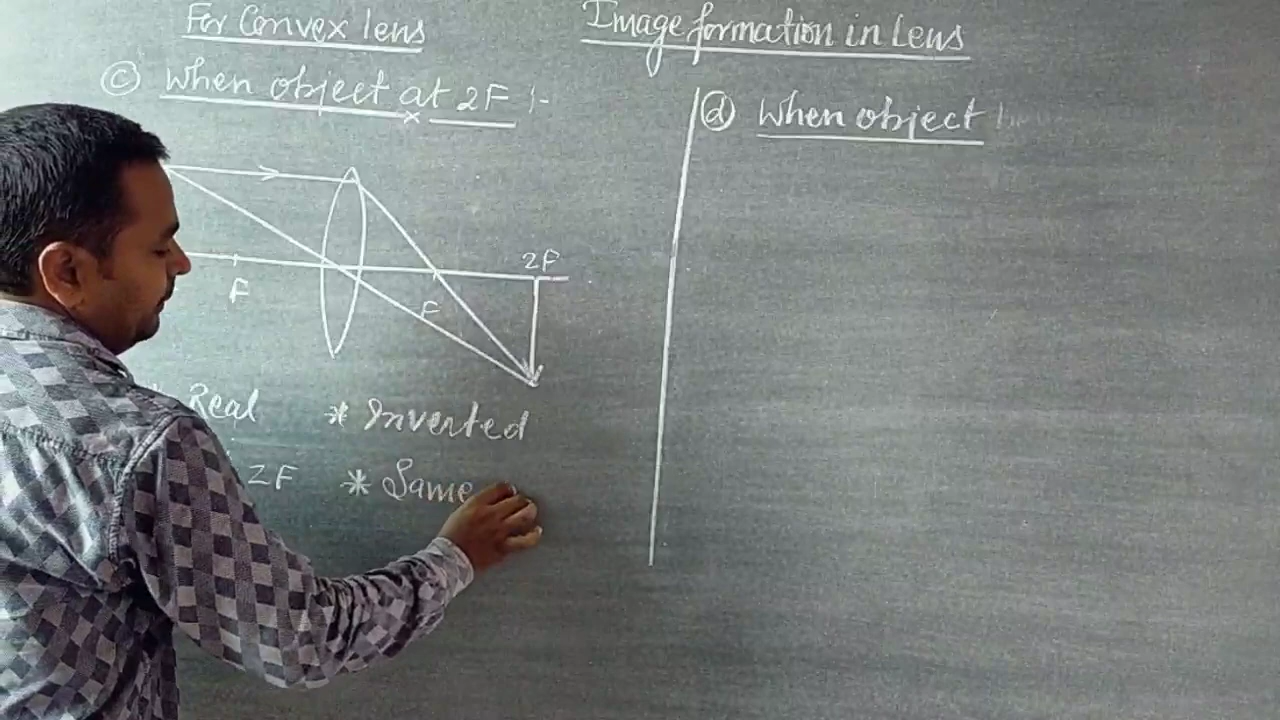 For Convex lens
Image formation in Lens
(c) When object at 2F :-
(d) When object
2F
F
F
Real * Inverted
2F * Same